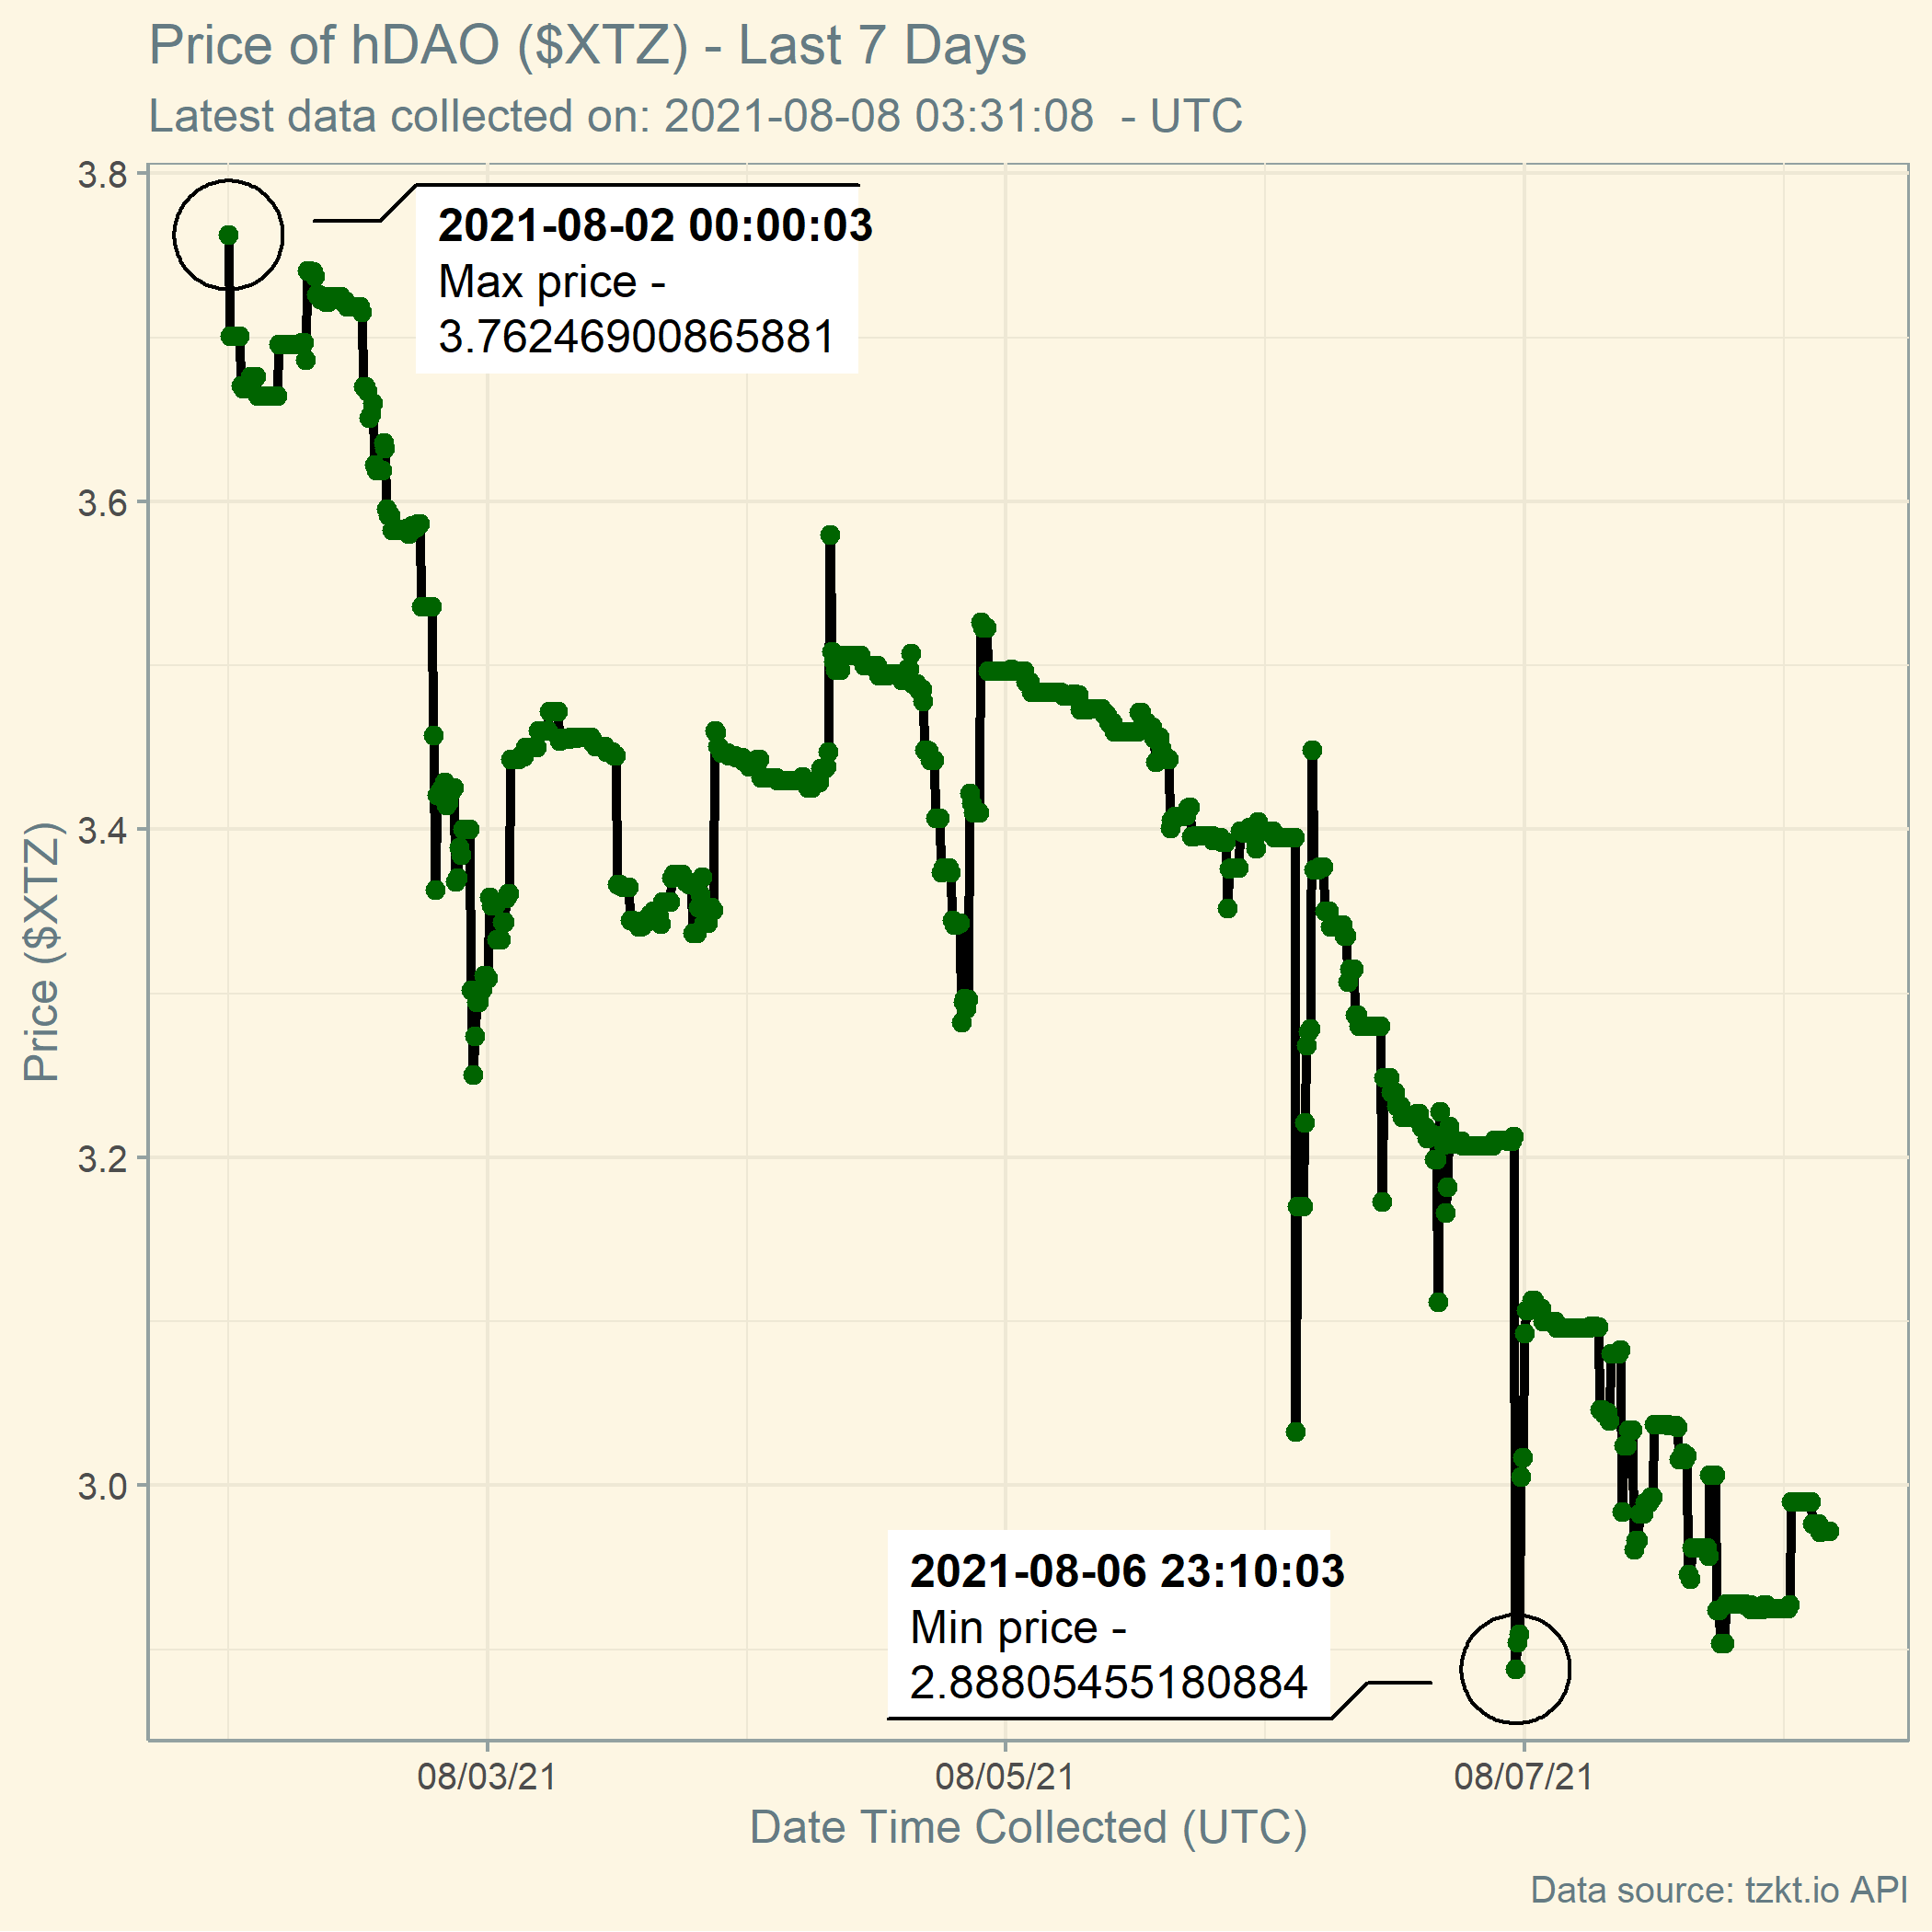 Price of hDAO ($XTZ) - Last 7 Days
Latest data collected on: 2021-08-08 03:31:08  - UTC
3.8
3.6
3.4
3.2
3.0
Price ($XTZ)
2021-08-02 00:00:03
Max price -
3.76246900865881
2021-08-06 23:10:03
Min price -
2.88805455180884
08/03/21
08/05/21
08/07/21
Date Time Collected (UTC)
Data source: tzkt.io API